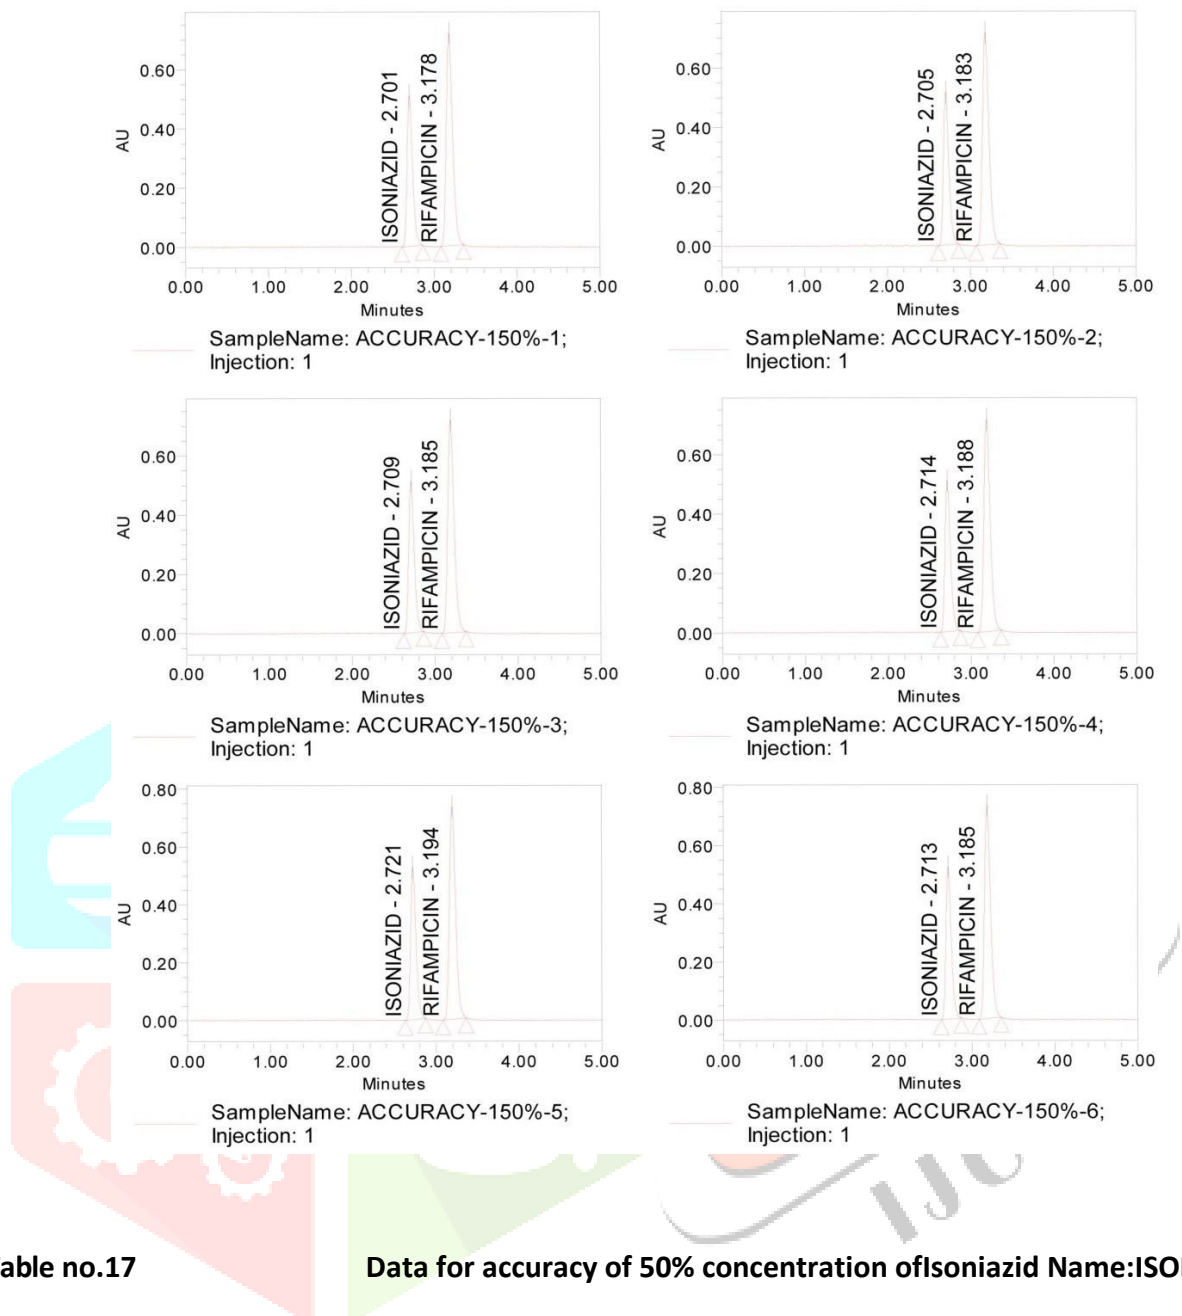 0.60
0.40
0.20
0.00
AU
ISONIAZID - 2.701
RIFAMPICIN - 3.178
0.00 1.00 2.00 3.00 4.00 5.00
Minutes
SampleName: ACCURACY-150%-1;
Injection: 1
0.60
0.40
0.20
0.00
AU
ISONIAZID - 2.705
RIFAMPICIN - 3.183
0.00 1.00 2.00 3.00 4.00 5.00
Minutes
SampleName: ACCURACY-150%-2;
Injection: 1
0.60
0.40
0.20
0.00
AU
ISONIAZID - 2.709
RIFAMPICIN - 3.185
0.00 1.00 2.00 3.00 4.00 5.00
Minutes
SampleName: ACCURACY-150%-3;
Injection: 1
0.60
0.40
0.20
0.00
AU
ISONIAZID - 2.714
RIFAMPICIN - 3.188
0.00 1.00 2.00 3.00 4.00 5.00
Minutes
SampleName: ACCURACY-150%-4;
Injection: 1
0.80
0.60
0.40
0.20
0.00
AU
ISONIAZID - 2.721
RIFAMPICIN - 3.194
0.00 1.00 2.00 3.00 4.00 5.00
Minutes
SampleName: ACCURACY-150%-5;
Injection: 1
0.80
0.60
0.40
0.20
0.00
AU
ISONIAZID - 2.713
RIFAMPICIN - 3.185
0.00 1.00 2.00 3.00 4.00 5.00
Minutes
SampleName: ACCURACY-150%-6;
Injection: 1
able no.17 Data for accuracy of 50% concentration ofIsoniazid Name:ISO